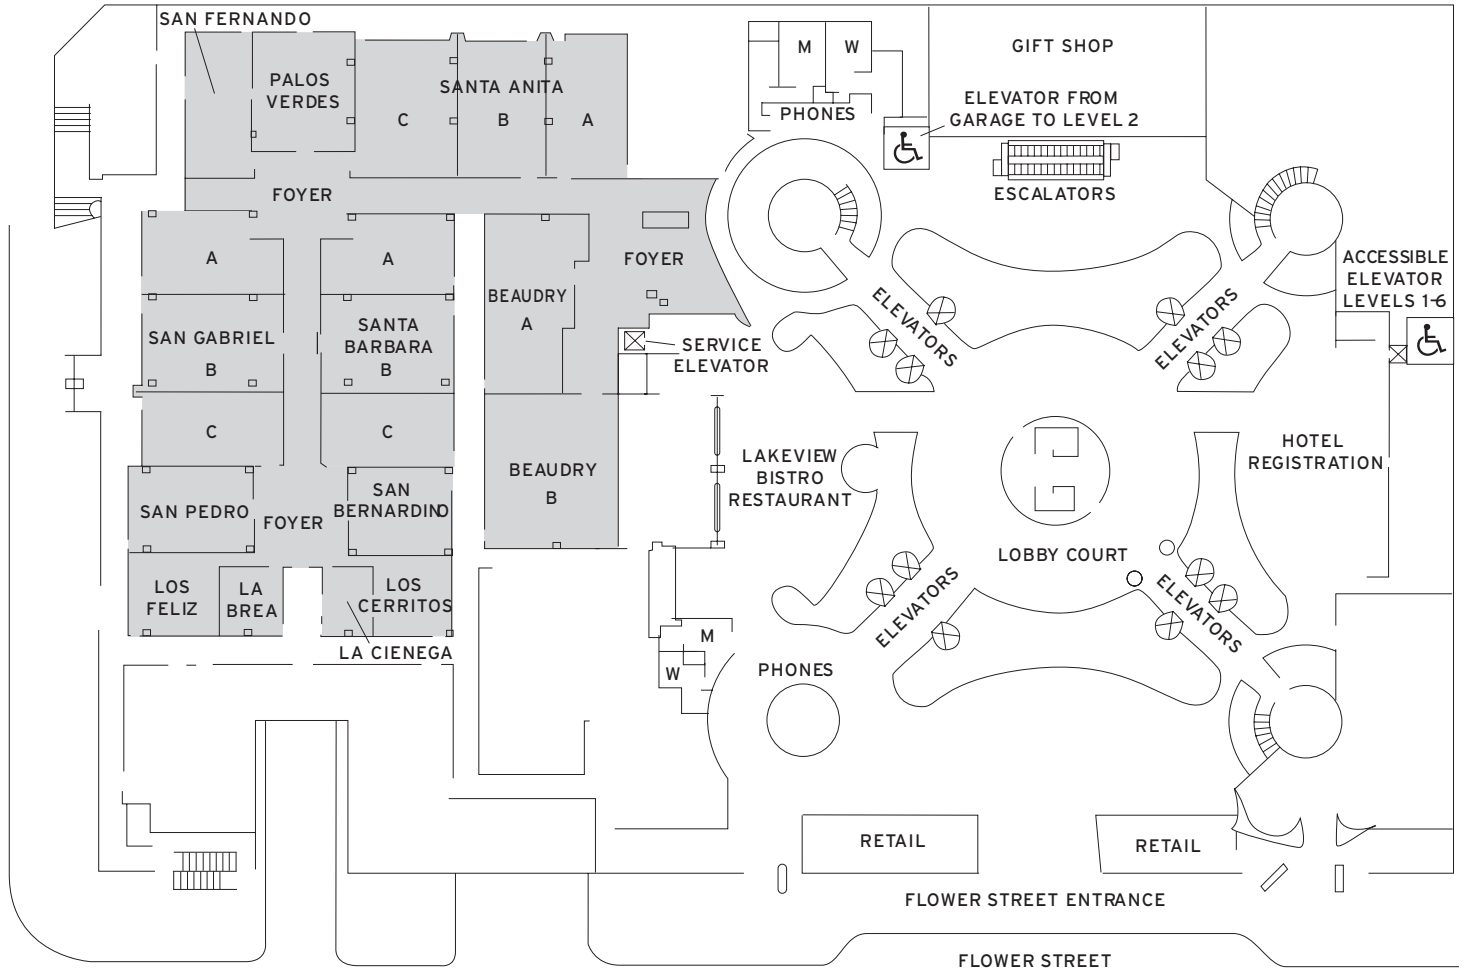 SAN FERNANDO
PALOS
VERDES
SANTA ANITA
C
B
A
M
W
PHONES
GIFT SHOP
ELEVATOR FROM
GARAGE TO LEVEL 2
ESCALATORS
FOYER
A
A
FOYER
BEAUDRY
A
ELEVATORS
ELEVATORS
ACCESSIBLE
ELEVATOR
LEVELS 1-6
SAN GABRIEL
B
SANTA
BARBARA
B
SERVICE
ELEVATOR
C
C
BEAUDRY
B
LAKEVIEW
BISTRO
RESTAURANT
HOTEL
REGISTRATION
SAN PEDRO
FOYER
SAN
BERNARDINO
LOBBY COURT
LOS
FELIZ
LA
BREA
LOS
CERRITOS
LA CIENEGA
ELEVATORS
ELEVATORS
M
W
PHONES
RETAIL
RETAIL
FLOWER STREET ENTRANCE
FLOWER STREET